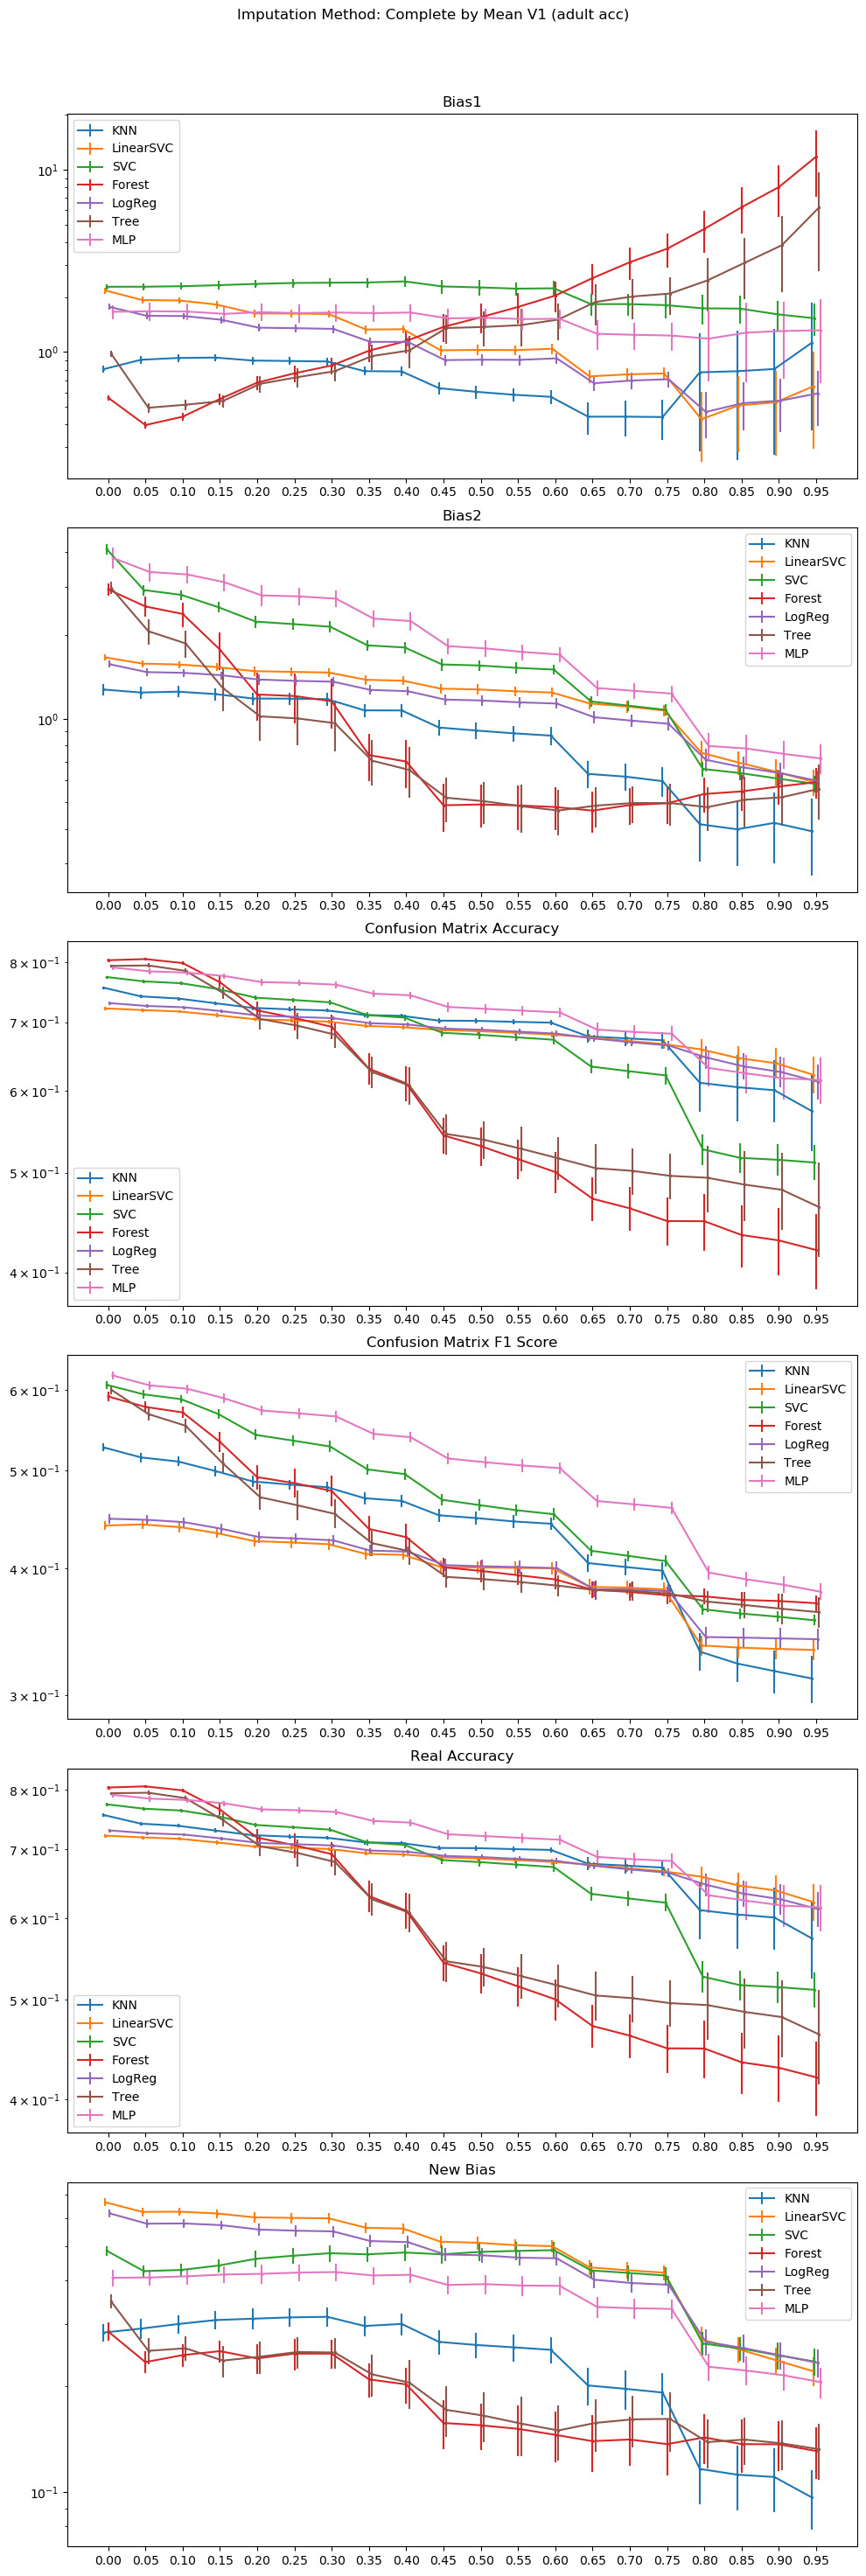 Imputation Method: Complete by Mean V1 (adult acc)
Bias1
KNN
LinearSVC
SVC
Forest
LogReg
Tree
MLP
10¹
10⁰
0.00 0.05 0.10 0.15 0.20 0.25 0.30 0.35 0.40 0.45 0.50 0.55 0.60 0.65 0.70 0.75 0.80 0.85 0.90 0.95
Bias2
KNN
LinearSVC
SVC
Forest
LogReg
Tree
MLP
10⁰
0.00 0.05 0.10 0.15 0.20 0.25 0.30 0.35 0.40 0.45 0.50 0.55 0.60 0.65 0.70 0.75 0.80 0.85 0.90 0.95
Confusion Matrix Accuracy
8 × 10⁻¹
7 × 10⁻¹
6 × 10⁻¹
5 × 10⁻¹
4 × 10⁻¹
KNN
LinearSVC
SVC
Forest
LogReg
Tree
MLP
0.00 0.05 0.10 0.15 0.20 0.25 0.30 0.35 0.40 0.45 0.50 0.55 0.60 0.65 0.70 0.75 0.80 0.85 0.90 0.95
Confusion Matrix F1 Score
6 × 10⁻¹
5 × 10⁻¹
4 × 10⁻¹
3 × 10⁻¹
KNN
LinearSVC
SVC
Forest
LogReg
Tree
MLP
0.00 0.05 0.10 0.15 0.20 0.25 0.30 0.35 0.40 0.45 0.50 0.55 0.60 0.65 0.70 0.75 0.80 0.85 0.90 0.95
Real Accuracy
8 × 10⁻¹
7 × 10⁻¹
6 × 10⁻¹
5 × 10⁻¹
4 × 10⁻¹
KNN
LinearSVC
SVC
Forest
LogReg
Tree
MLP
0.00 0.05 0.10 0.15 0.20 0.25 0.30 0.35 0.40 0.45 0.50 0.55 0.60 0.65 0.70 0.75 0.80 0.85 0.90 0.95
New Bias
KNN
LinearSVC
SVC
Forest
LogReg
Tree
MLP
10⁻¹
0.00 0.05 0.10 0.15 0.20 0.25 0.30 0.35 0.40 0.45 0.50 0.55 0.60 0.65 0.70 0.75 0.80 0.85 0.90 0.95